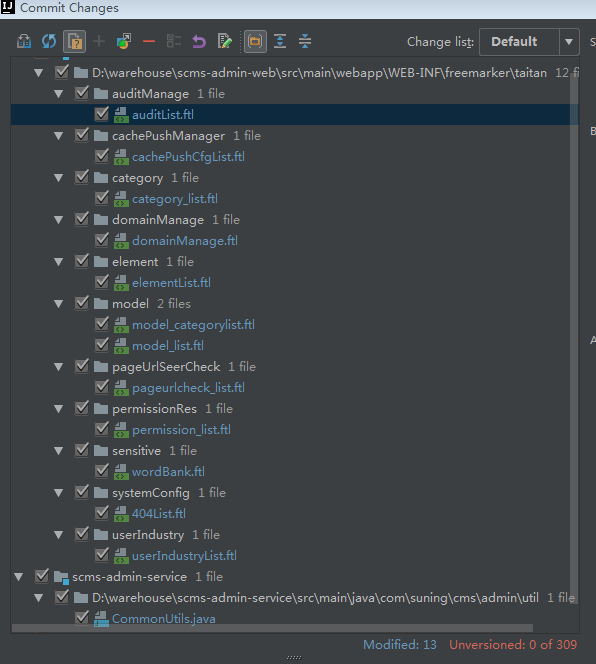 IJ Commit Changes
Change list: Default
D:\warehouse\scms-admin-web\src\main\webapp\WEB-INF\freemarker\taitan 12 fi
auditManage 1 file
auditList.ftl
cachePushManager 1 file
cachePushCfgList.ftl
category 1 file
category_list.ftl
domainManage 1 file
domainManage.ftl
element 1 file
elementList.ftl
model 2 files
model_categorylist.ftl
model_list.ftl
pageUrlSeerCheck 1 file
pageurlcheck_list.ftl
permissionRes 1 file
permission_list.ftl
sensitive 1 file
wordBank.ftl
systemConfig 1 file
404List.ftl
userIndustry 1 file
userIndustryList.ftl
scms-admin-service 1 file
D:\warehouse\scms-admin-service\src\main\java\com\suning\cms\admin\util 1 file
CommonUtils.java
Modified: 13 Unversioned: 0 of 309